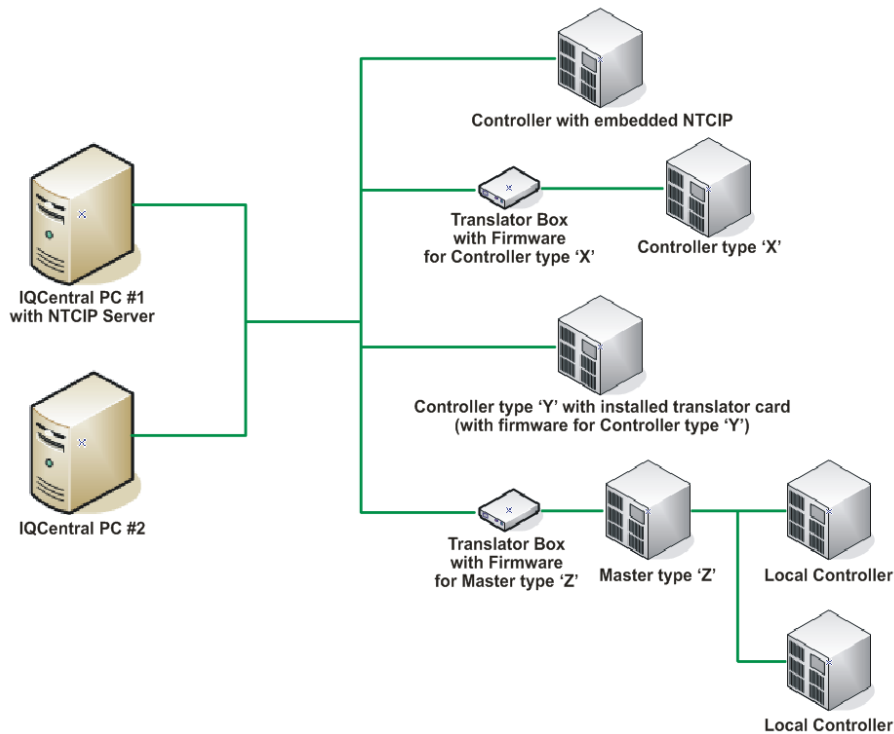 Controller with embedded NTCIP
IQCentral PC #1
with NTCIP Server
Translator Box
with Firmware
for Controller type ‘X’
Controller type ‘X’
Controller type ‘Y’ with installed translator card
(with firmware for Controller type ‘Y’)
IQCentral PC #2
Translator Box
with Firmware
for Master type ‘Z’
Master type ‘Z’
Local Controller
Local Controller